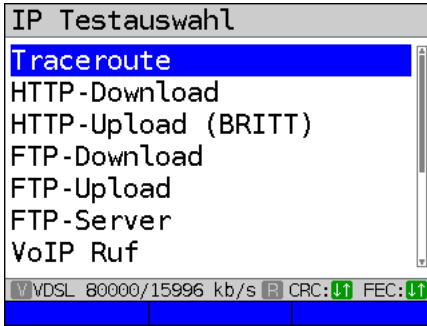 IP Testauswahl
Traceroute
HTTP-Download
HTTP-Upload (BRITT)
FTP-Download
FTP-Upload
FTP-Server
VoIP Ruf
V VDSL 80000/15996 kb/s R CRC:↓↑ FEC:↓↑